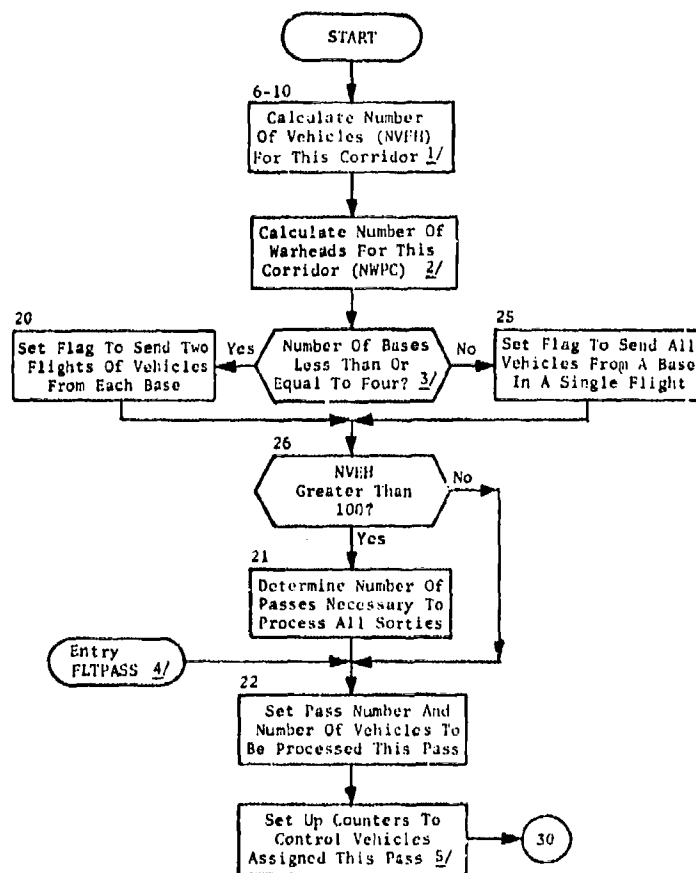 START
6-10
Calculate Number
Of Vehicles (NVEH)
For This Corridor 1/
Calculate Number Of
Warheads For This
Corridor (NWPC) 2/
20
Set Flag To Send Two
Flights Of Vehicles
From Each Base
Yes
Number Of Bases
Less Than Or
Equal To Four? 3/
No
25
Set Flag To Send All
Vehicles From A Base
In A Single Flight
26
NVEH
Greater Than
100?
No
Yes
21
Determine Number Of
Passes Necessary To
Process All Sorties
Entry
FLTPASS 4/
22
Set Pass Number And
Number Of Vehicles To
Be Processed This Pass
Set Up Counters To
Control Vehicles
Assigned This Pass 5/
30